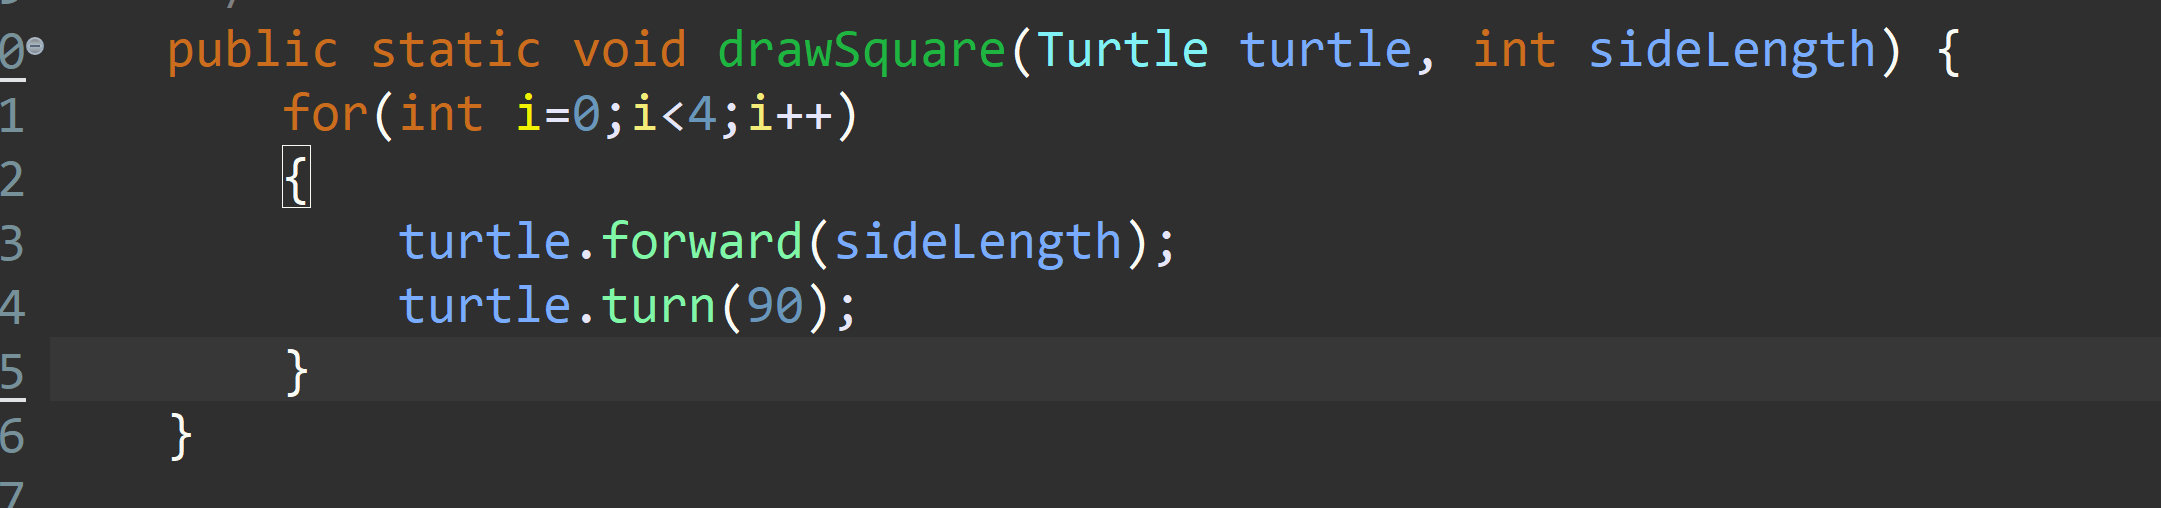 0 public static void drawSquare(Turtle turtle, int sideLength) {
1 for(int i=0;i<4;i++)
2 {
3 turtle.forward(sideLength);
4 turtle.turn(90);
5 }
6 }
7